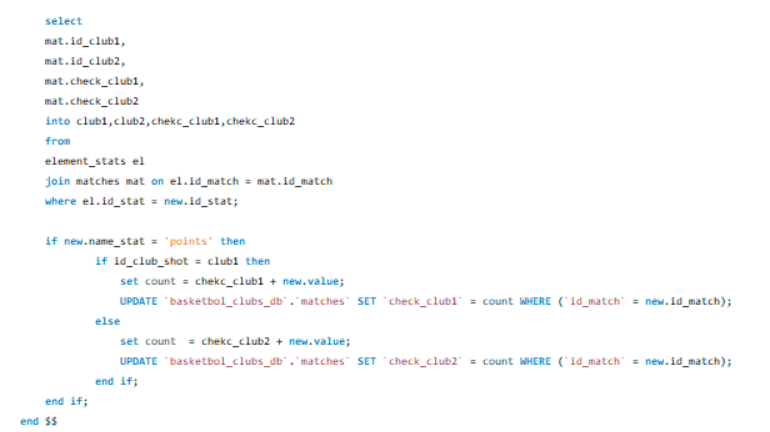 select
mat.id_club1,
mat.id_club2,
mat.check_club1,
mat.check_club2
into club1,club2,chekc_club1,chekc_club2
from
element_stats el
join matches mat on el.id_match = mat.id_match
where el.id_stat = new.id_stat;
if new.name_stat = 'points' then
if id_club_shot = club1 then
set count = chekc_club1 + new.value;
UPDATE `basketbol_clubs_db`.`matches` SET `check_club1` = count WHERE (`id_match` = new.id_match);
else
set count  = chekc_club2 + new.value;
UPDATE `basketbol_clubs_db`.`matches` SET `check_club2` = count WHERE (`id_match` = new.id_match);
end if;
end if;
end $$